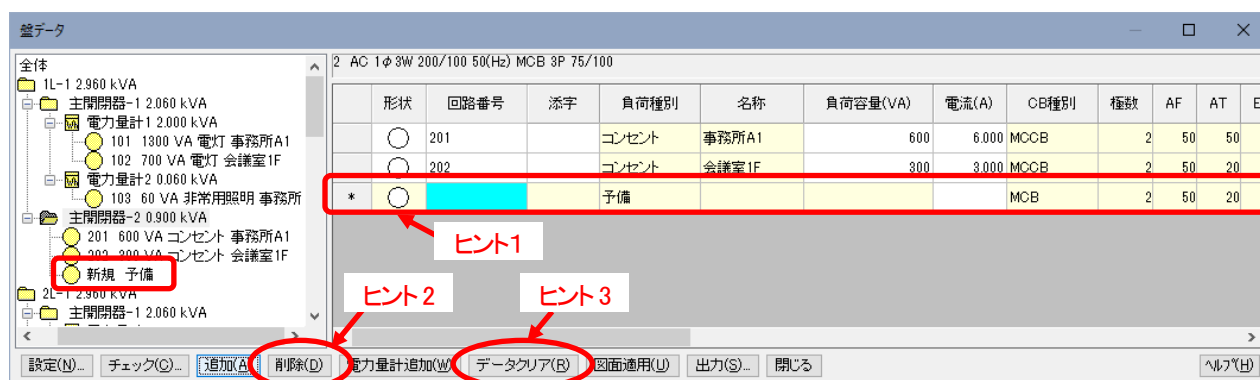 盤データ
全体
1L-1 2.960 kVA
主開閉器-1 2.060 kVA
電力量計1 2.000 kVA
101 1300 VA 電灯 事務所A1
102 700 VA 電灯 会議室1F
電力量計2 0.060 kVA
103 60 VA 非常用照明 事務所
主開閉器-2 0.900 kVA
201 600 VA コンセント 事務所A1
202 300 VA コンセント 会議室1F
新規 予備
2L-1 2.960 kVA
主開閉器-1 2.060 kVA
2 AC 1φ3W 200/100 50(Hz) MCB 3P 75/100
形状 回路番号 添字 負荷種別 名称 負荷容量(VA) 電流(A) CB種別 極数 AF AT E
201 コンセント 事務所A1 600 6.000 MCCB 2 50 50
202 コンセント 会議室1F 300 3.000 MCCB 2 50 20
* 予備 MCB 2 50 20
ヒント1
ヒント2
ヒント3
設定(N)... チェック(C)... 追加(A) 削除(D) 電力量計追加(W) データクリア(R) 図面適用(U) 出力(S)... 閉じる ヘルプ(H)